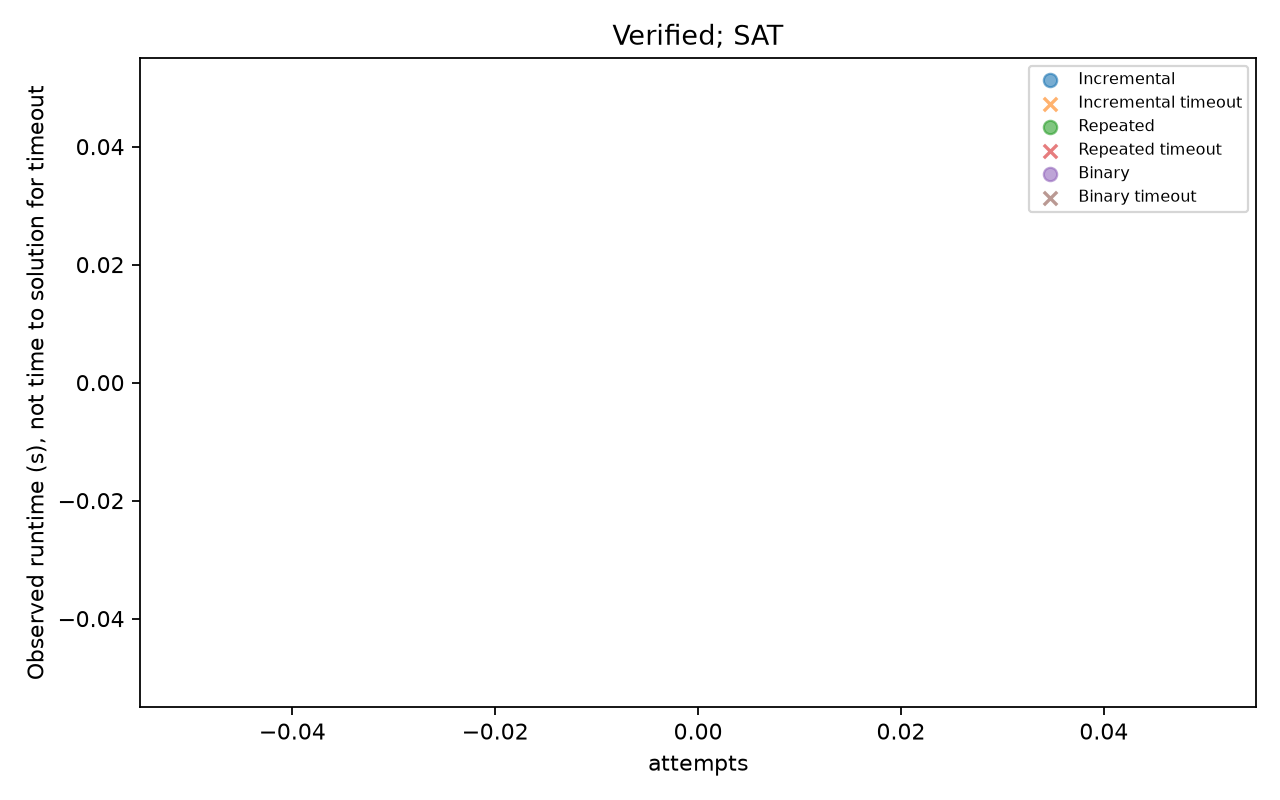 Verified; SAT
Incremental
Incremental timeout
Repeated
Repeated timeout
Binary
Binary timeout
Observed runtime (s), not time to solution for timeout
0.04
0.02
0.00
−0.02
−0.04
−0.04
−0.02
0.00
0.02
0.04
attempts